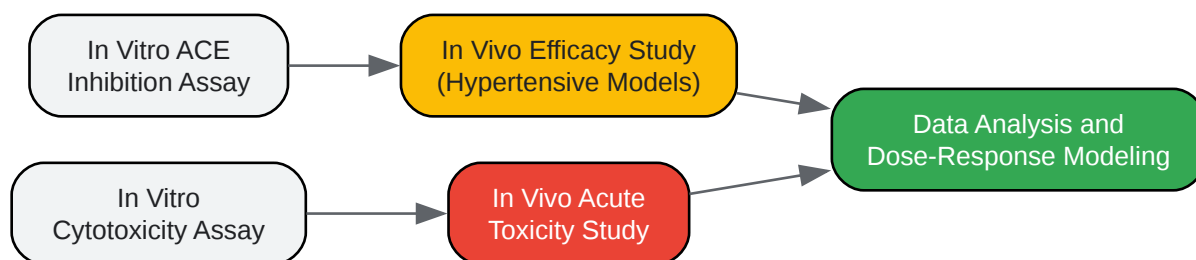 In Vitro ACE
Inhibition Assay
In Vivo Efficacy Study
(Hypertensive Models)
Data Analysis and
Dose-Response Modeling
In Vitro
Cytotoxicity Assay
In Vivo Acute
Toxicity Study